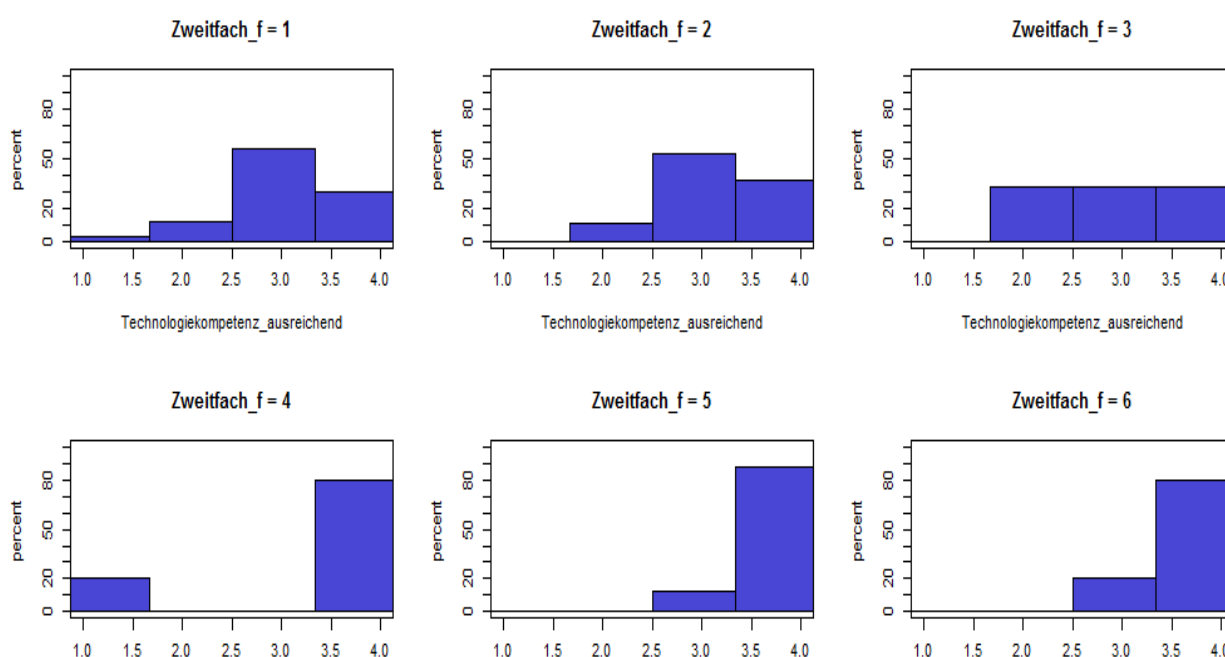 Zweitfach_f = 1
percent
0 20 50 80
1.0 1.5 2.0 2.5 3.0 3.5 4.0
Technologiekompetenz_ausreichend
Zweitfach_f = 2
percent
0 20 50 80
1.0 1.5 2.0 2.5 3.0 3.5 4.0
Technologiekompetenz_ausreichend
Zweitfach_f = 3
percent
0 20 50 80
1.0 1.5 2.0 2.5 3.0 3.5 4.0
Technologiekompetenz_ausreichend
Zweitfach_f = 4
percent
0 20 50 80
1.0 1.5 2.0 2.5 3.0 3.5 4.0
Zweitfach_f = 5
percent
0 20 50 80
1.0 1.5 2.0 2.5 3.0 3.5 4.0
Zweitfach_f = 6
percent
0 20 50 80
1.0 1.5 2.0 2.5 3.0 3.5 4.0